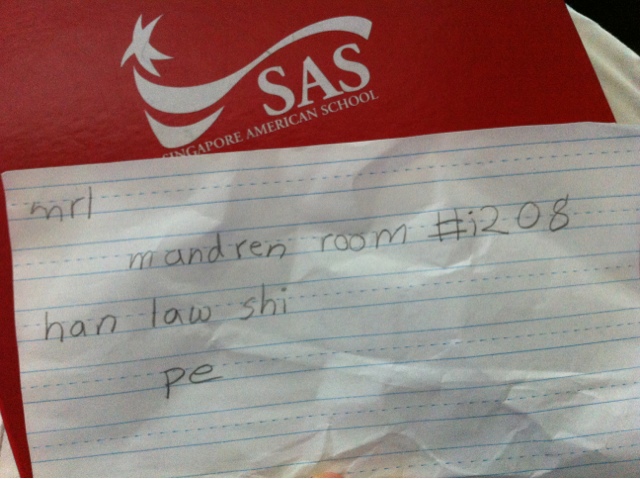 SAS
SINGAPORE AMERICAN SCHOOL
mrl
mandren room #i208
han law shi
pe